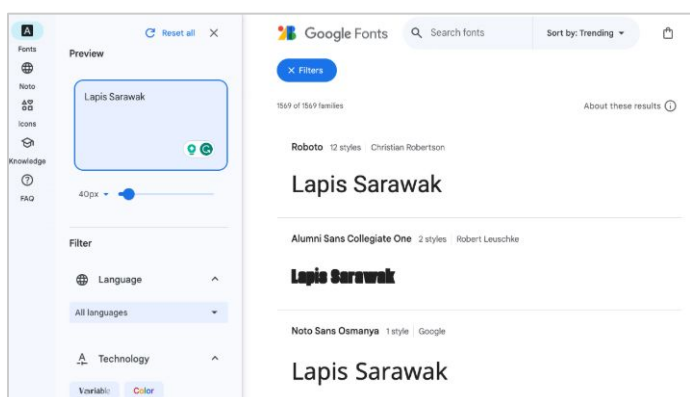 Fonts
Noto
Icons
Knowledge
FAQ
Reset all
Preview
Lapis Sarawak
40px
Filter
Language
All languages
Technology
Variable
Color
Google Fonts
Search fonts
Sort by: Trending
Filters
1569 of 1569 families
About these results
Roboto 12 styles Christian Robertson
Lapis Sarawak
Alumni Sans Collegiate One 2 styles Robert Leuschke
Lapis Sarawak
Noto Sans Osmanya 1 style Google
Lapis Sarawak